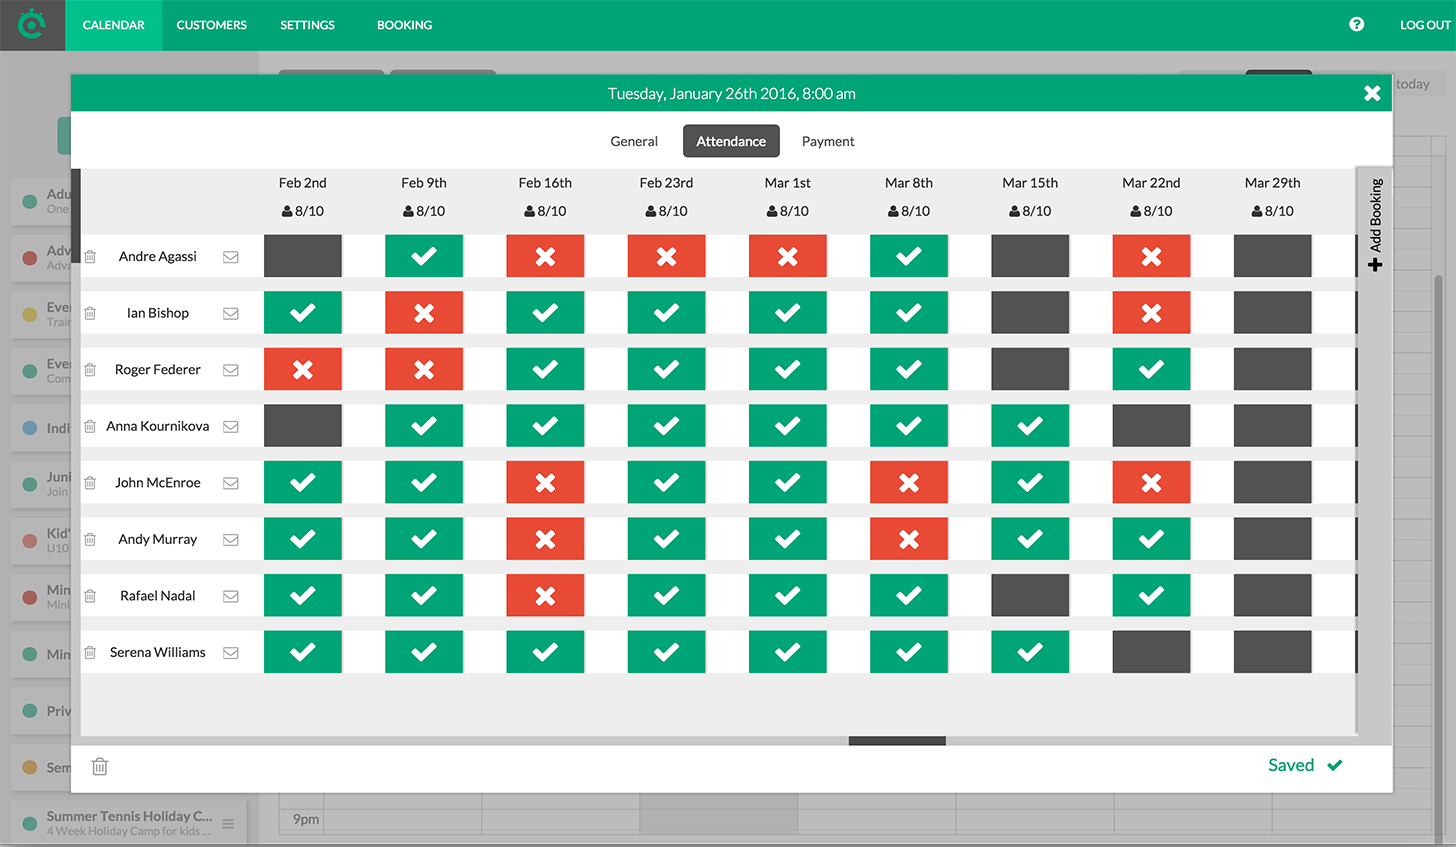 CALENDAR CUSTOMERS SETTINGS BOOKING LOG OUT
today
Tuesday, January 26th 2016, 8:00 am
General Attendance Payment
Feb 2nd Feb 9th Feb 16th Feb 23rd Mar 1st Mar 8th Mar 15th Mar 22nd Mar 29th
8/10 8/10 8/10 8/10 8/10 8/10 8/10 8/10 8/10
Add Booking
Andre Agassi
Ian Bishop
Roger Federer
Anna Kournikova
John McEnroe
Andy Murray
Rafael Nadal
Serena Williams
Adu
One
Adv
Adva
Ever
Train
Ever
Com
Indi
Juni
Join
Kid'
U10
Min
Mini
Min
Priv
Sem
Saved
Summer Tennis Holiday C...
4 Week Holiday Camp for kids ...
9pm